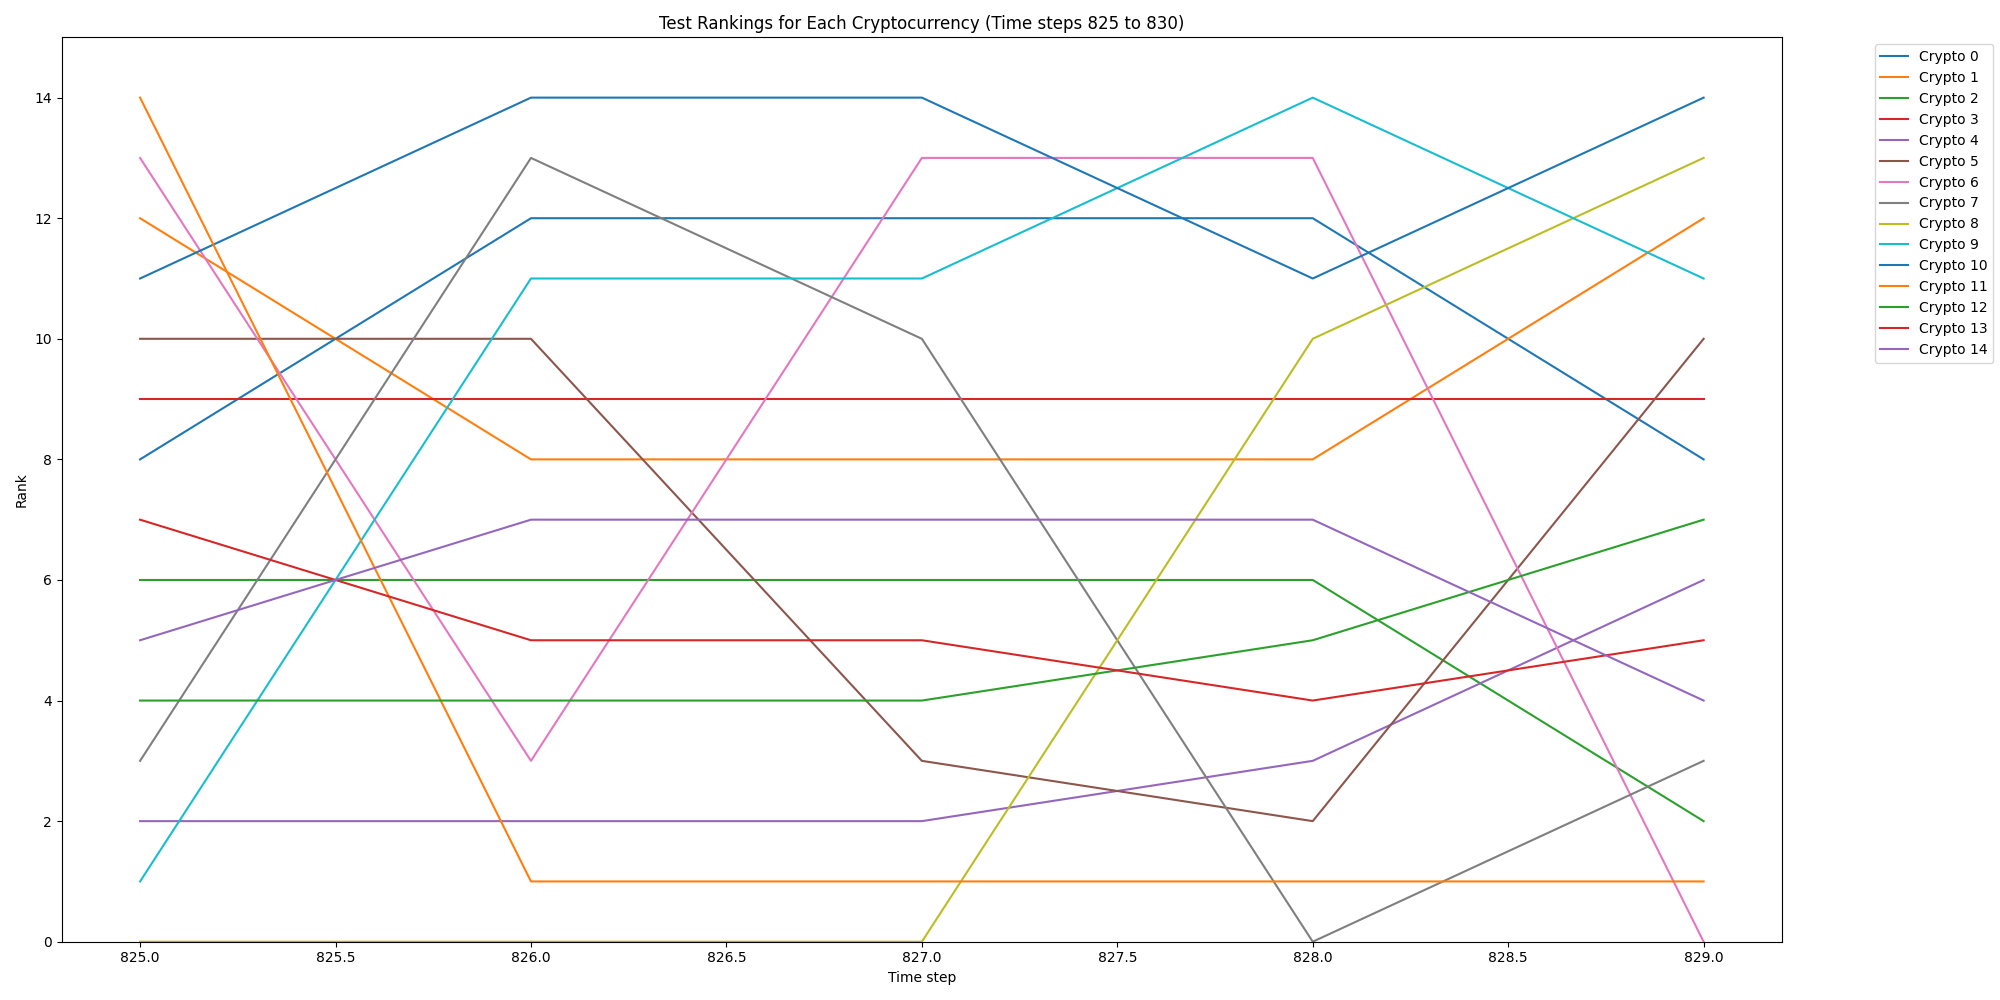 Test Rankings for Each Cryptocurrency (Time steps 825 to 830)
Rank
14
12
10
8
6
4
2
0
825.0
825.5
826.0
826.5
827.0
827.5
828.0
828.5
829.0
Time step
Crypto 0
Crypto 1
Crypto 2
Crypto 3
Crypto 4
Crypto 5
Crypto 6
Crypto 7
Crypto 8
Crypto 9
Crypto 10
Crypto 11
Crypto 12
Crypto 13
Crypto 14